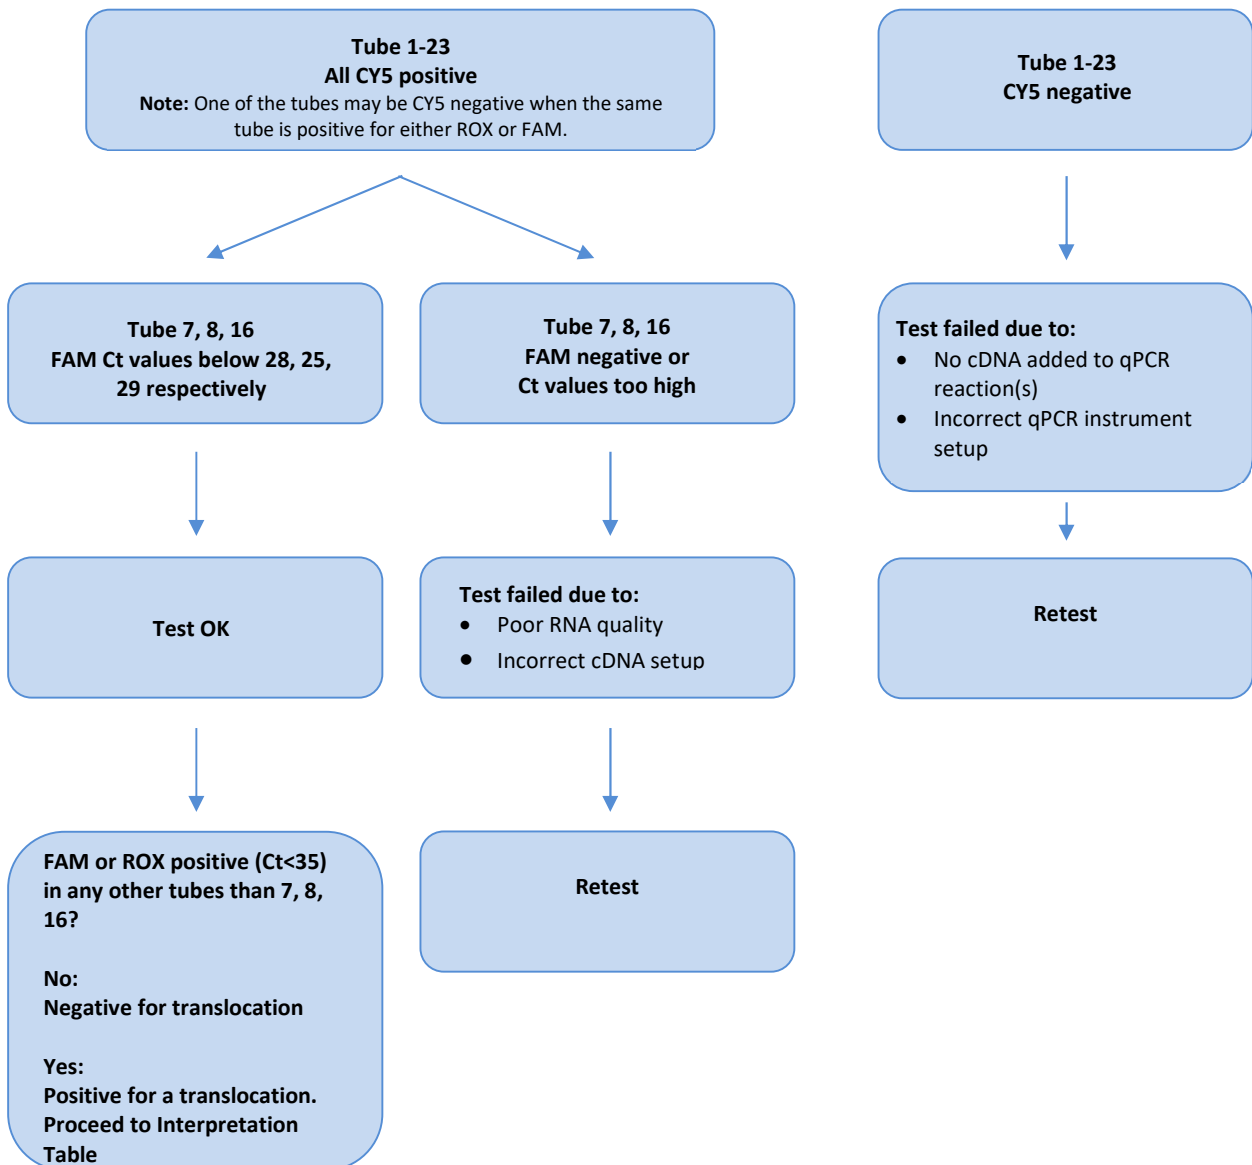 Tube 1-23
All CY5 positive
Note: One of the tubes may be CY5 negative when the same
tube is positive for either ROX or FAM.
Tube 1-23
CY5 negative
Tube 7, 8, 16
FAM Ct values below 28, 25,
29 respectively
Tube 7, 8, 16
FAM negative or
Ct values too high
Test failed due to:
• No cDNA added to qPCR
reaction(s)
• Incorrect qPCR instrument
setup
Test OK
Test failed due to:
• Poor RNA quality
• Incorrect cDNA setup
Retest
FAM or ROX positive (Ct<35)
in any other tubes than 7, 8,
16?
No:
Negative for translocation
Yes:
Positive for a translocation.
Proceed to Interpretation
Table
Retest